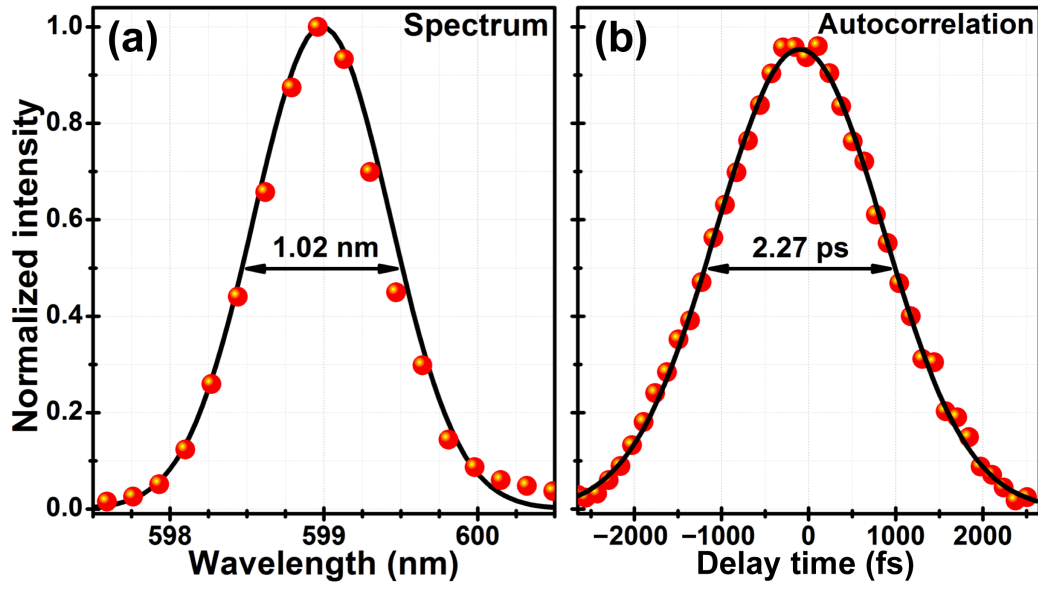 (a) Spectrum
1.0
0.8
0.6
0.4
0.2
0.0
Normalized intensity
1.02 nm
598 599 600
Wavelength (nm)
(b) Autocorrelation
2.27 ps
−2000 −1000 0 1000 2000
Delay time (fs)